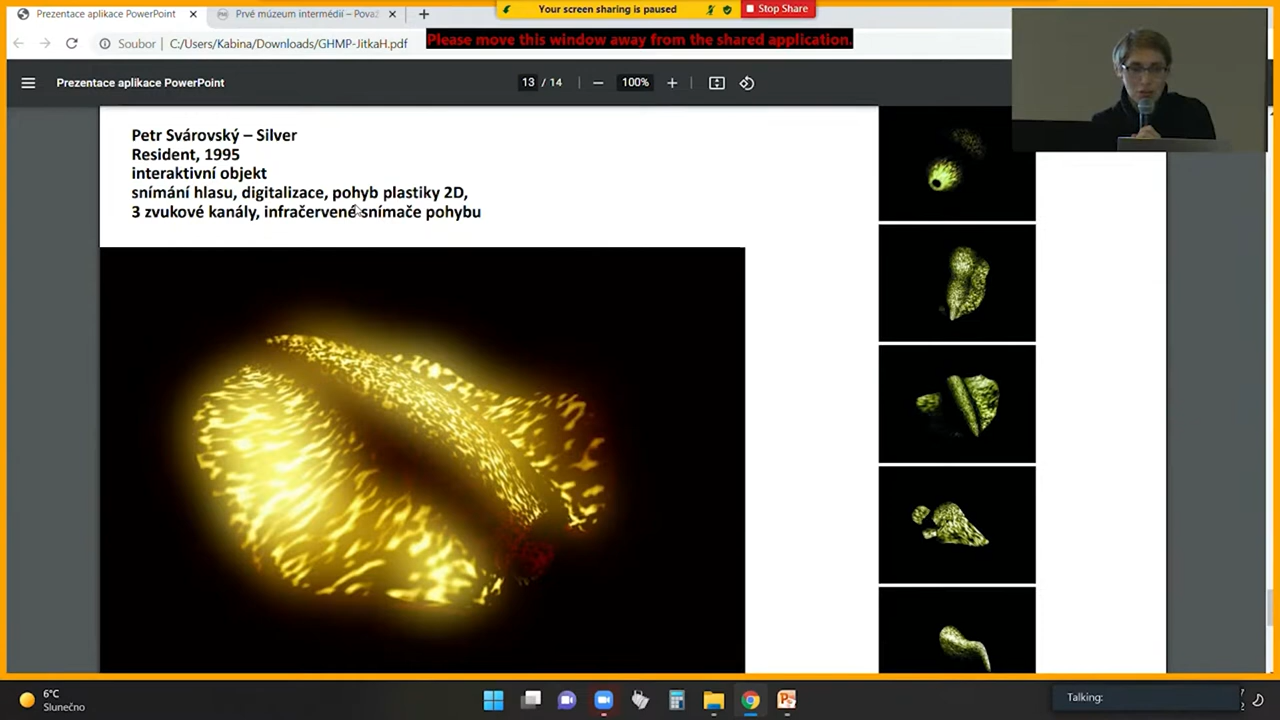 Prezentace aplikace PowerPoint
Prvé múzeum intermédií – Pova
Your screen sharing is paused
Stop Share
Soubor
C:/Users/Kabina/Downloads/GHMP-JitkaH.pdf
Please move this window away from the shared application.
Prezentace aplikace PowerPoint
13 / 14
100%
Petr Svárovský – Silver
Resident, 1995
interaktivní objekt
snímání hlasu, digitalizace, pohyb plastiky 2D,
3 zvukové kanály, infračervené snímače pohybu
6°C
Slunečno
Talking: